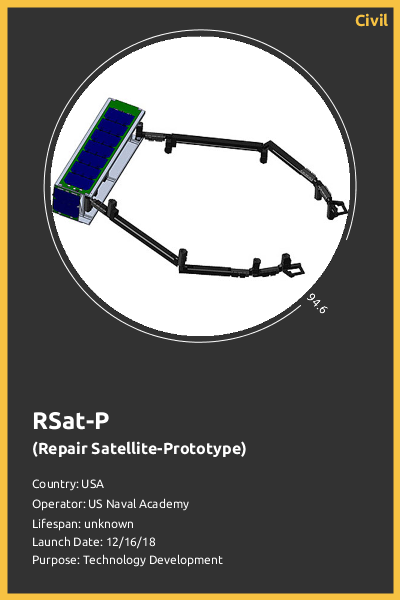 Civil
94.6
RSat-P
(Repair Satellite-Prototype)
Country: USA
Operator: US Naval Academy
Lifespan: unknown
Launch Date: 12/16/18
Purpose: Technology Development